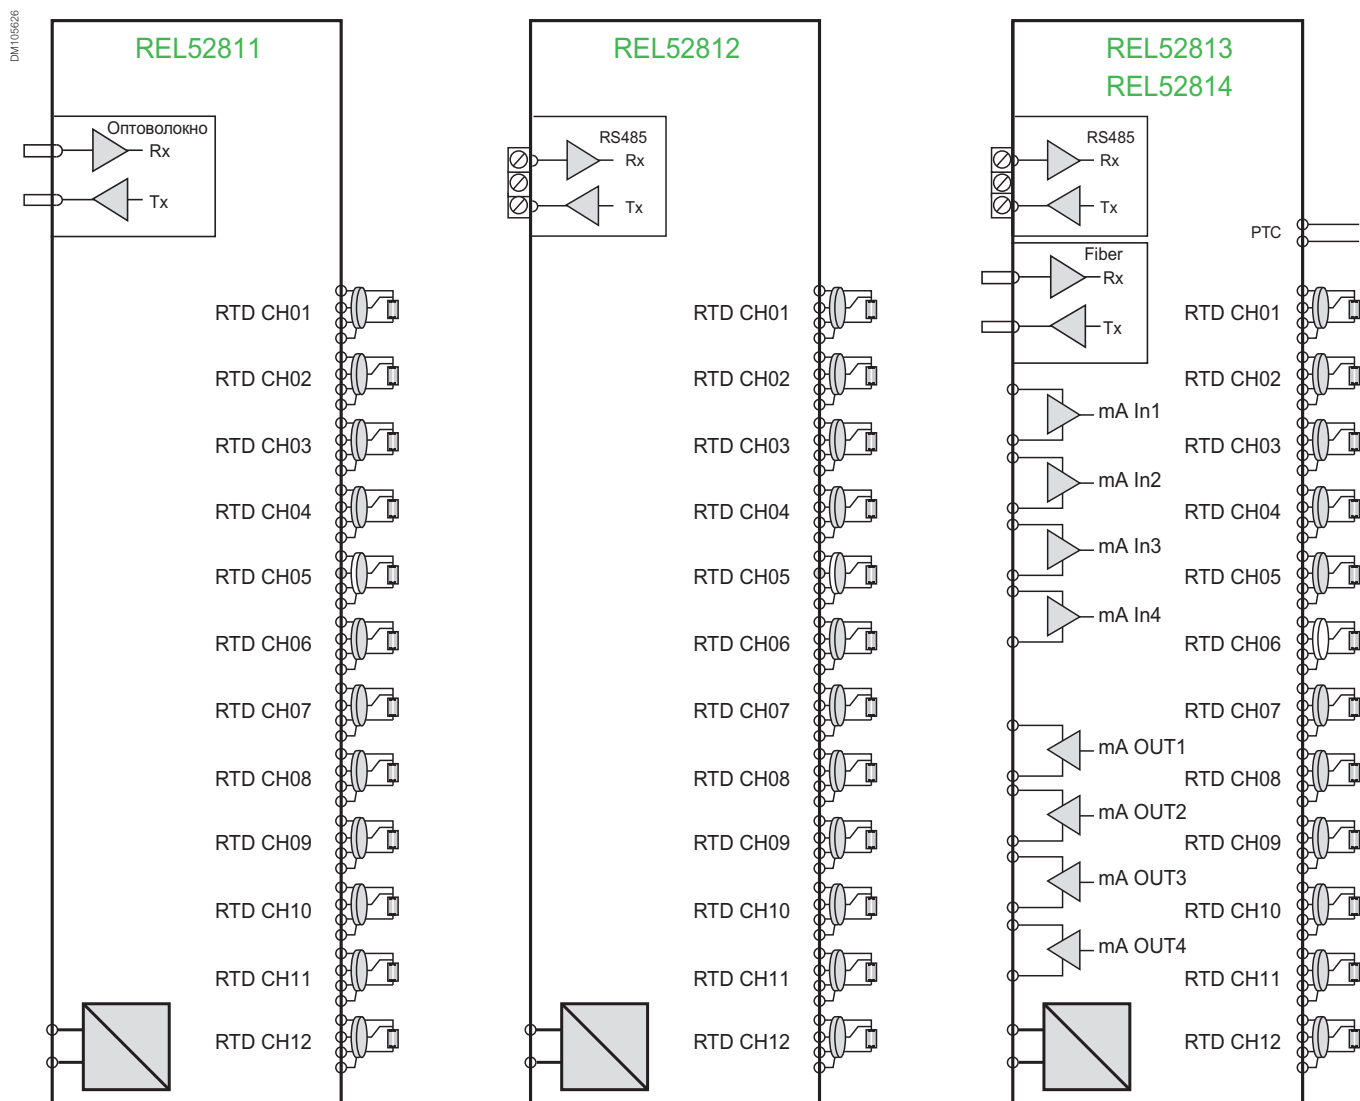 DM105626
REL52811
Оптоволокно
Rx
Tx
RTD CH01
RTD CH02
RTD CH03
RTD CH04
RTD CH05
RTD CH06
RTD CH07
RTD CH08
RTD CH09
RTD CH10
RTD CH11
RTD CH12
REL52812
RS485
Rx
Tx
RTD CH01
RTD CH02
RTD CH03
RTD CH04
RTD CH05
RTD CH06
RTD CH07
RTD CH08
RTD CH09
RTD CH10
RTD CH11
RTD CH12
REL52813
REL52814
RS485
Rx
Tx
Fiber
Rx
Tx
mA In1
mA In2
mA In3
mA In4
mA OUT1
mA OUT2
mA OUT3
mA OUT4
PTC
RTD CH01
RTD CH02
RTD CH03
RTD CH04
RTD CH05
RTD CH06
RTD CH07
RTD CH08
RTD CH09
RTD CH10
RTD CH11
RTD CH12